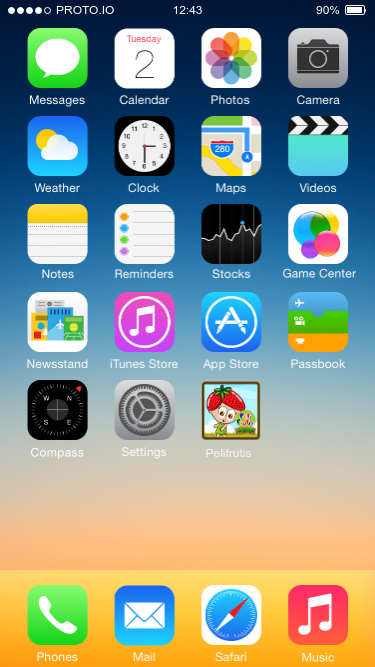 PROTO.IO 12:43 90%
Tuesday
2
280
Messages Calendar Photos Camera
Weather Clock Maps Videos
Notes Reminders Stocks Game Center
Newsstand iTunes Store App Store Passbook
N
W E
S
Compass Settings Pelifrutis
Phones Mail Safari Music